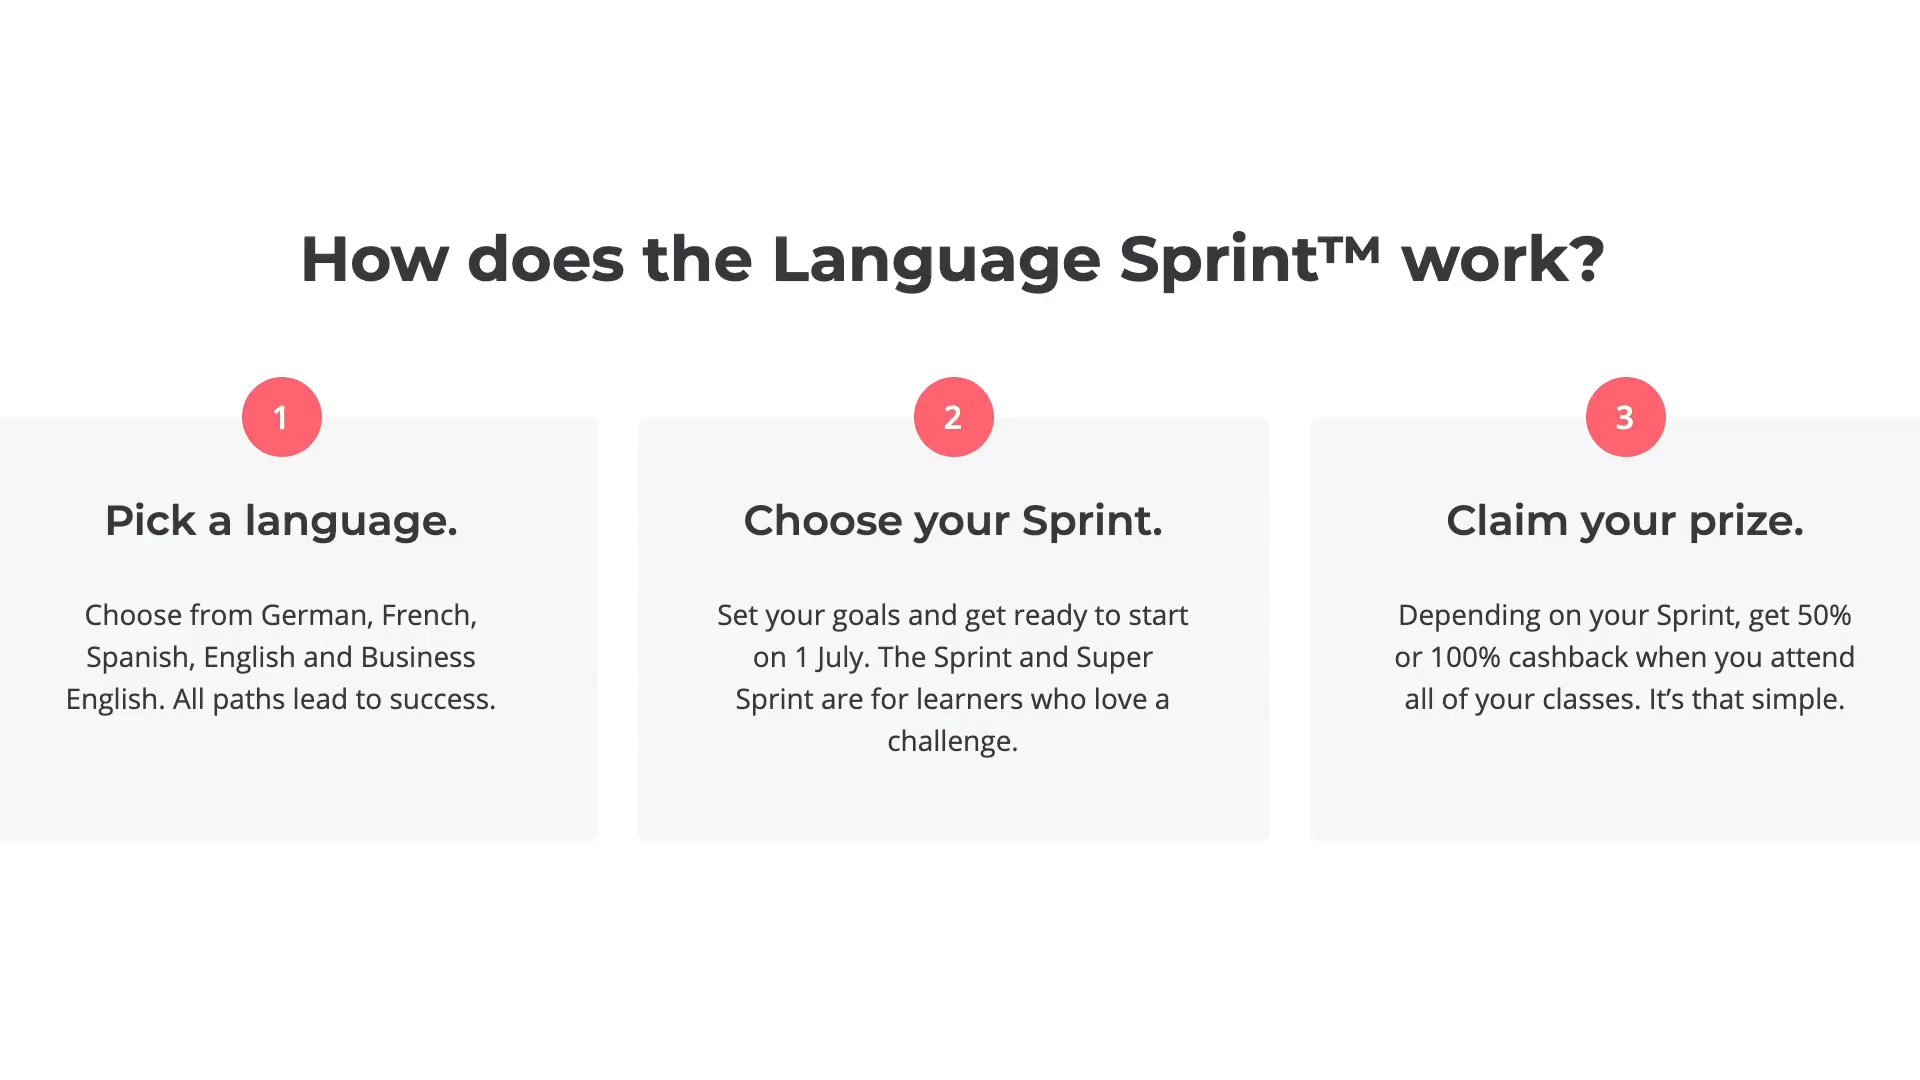 How does the Language Sprint™ work?
1
Pick a language.
Choose from German, French,
Spanish, English and Business
English. All paths lead to success.
2
Choose your Sprint.
Set your goals and get ready to start
on 1 July. The Sprint and Super
Sprint are for learners who love a
challenge.
3
Claim your prize.
Depending on your Sprint, get 50%
or 100% cashback when you attend
all of your classes. It’s that simple.